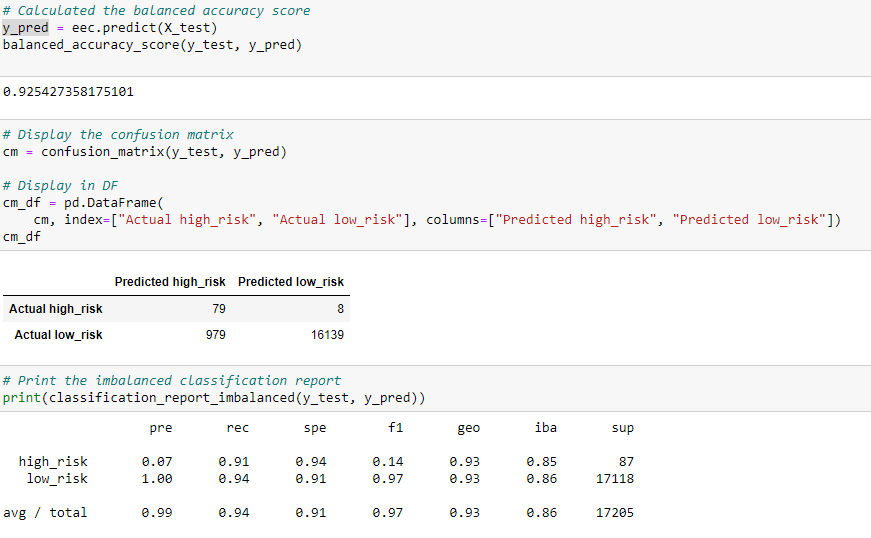 # Calculated the balanced accuracy score
y_pred = eec.predict(X_test)
balanced_accuracy_score(y_test, y_pred)
0.925427358175101
# Display the confusion matrix
cm = confusion_matrix(y_test, y_pred)
# Display in DF
cm_df = pd.DataFrame(
    cm, index=["Actual high_risk", "Actual low_risk"], columns=["Predicted high_risk", "Predicted low_risk"])
cm_df
Predicted high_risk Predicted low_risk
Actual high_risk 79 8
Actual low_risk 979 16139
# Print the imbalanced classification report
print(classification_report_imbalanced(y_test, y_pred))
pre rec spe f1 geo iba sup
high_risk 0.07 0.91 0.94 0.14 0.93 0.85 87
low_risk 1.00 0.94 0.91 0.97 0.93 0.86 17118
avg / total 0.99 0.94 0.91 0.97 0.93 0.86 17205